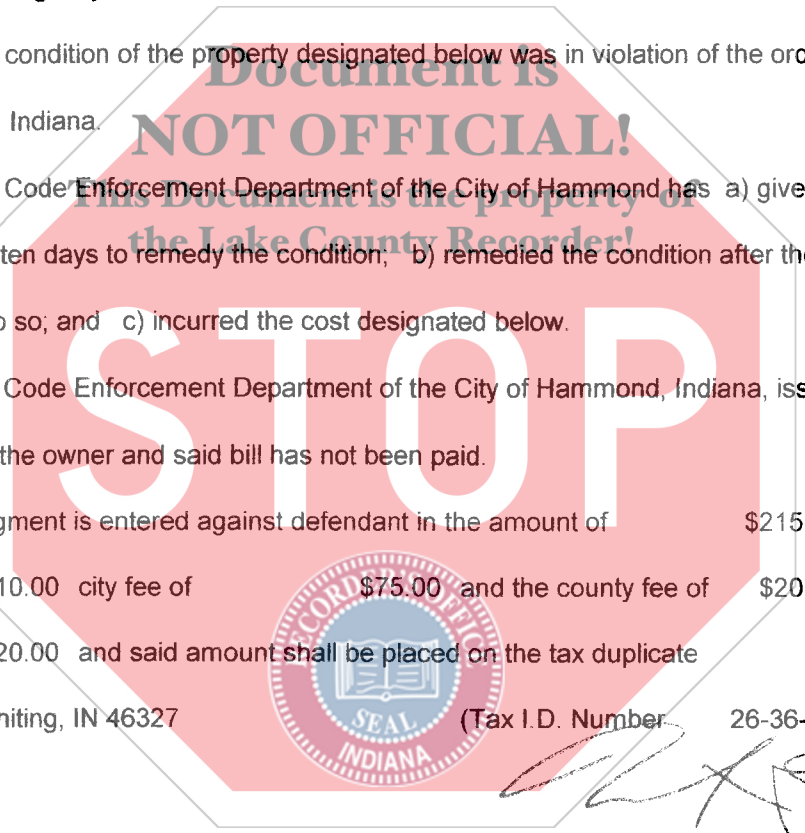 condition of the property designated below was in violation of the ord
Document is
Indiana.
NOT OFFICIAL!
Code Enforcement Department of the City of Hammond has a) give
This Document is the property of
ten days to remedy the condition; b) remedied the condition after th
the Lake County Recorder!
o so; and c) incurred the cost designated below.
STOP
Code Enforcement Department of the City of Hammond, Indiana, iss
the owner and said bill has not been paid.
gment is entered against defendant in the amount of $215
10.00 city fee of $75.00 and the county fee of $20
20.00 and said amount shall be placed on the tax duplicate
hiting, IN 46327 (Tax I.D. Number 26-36-
RECORDER'S OFFICE
SEAL
INDIANA